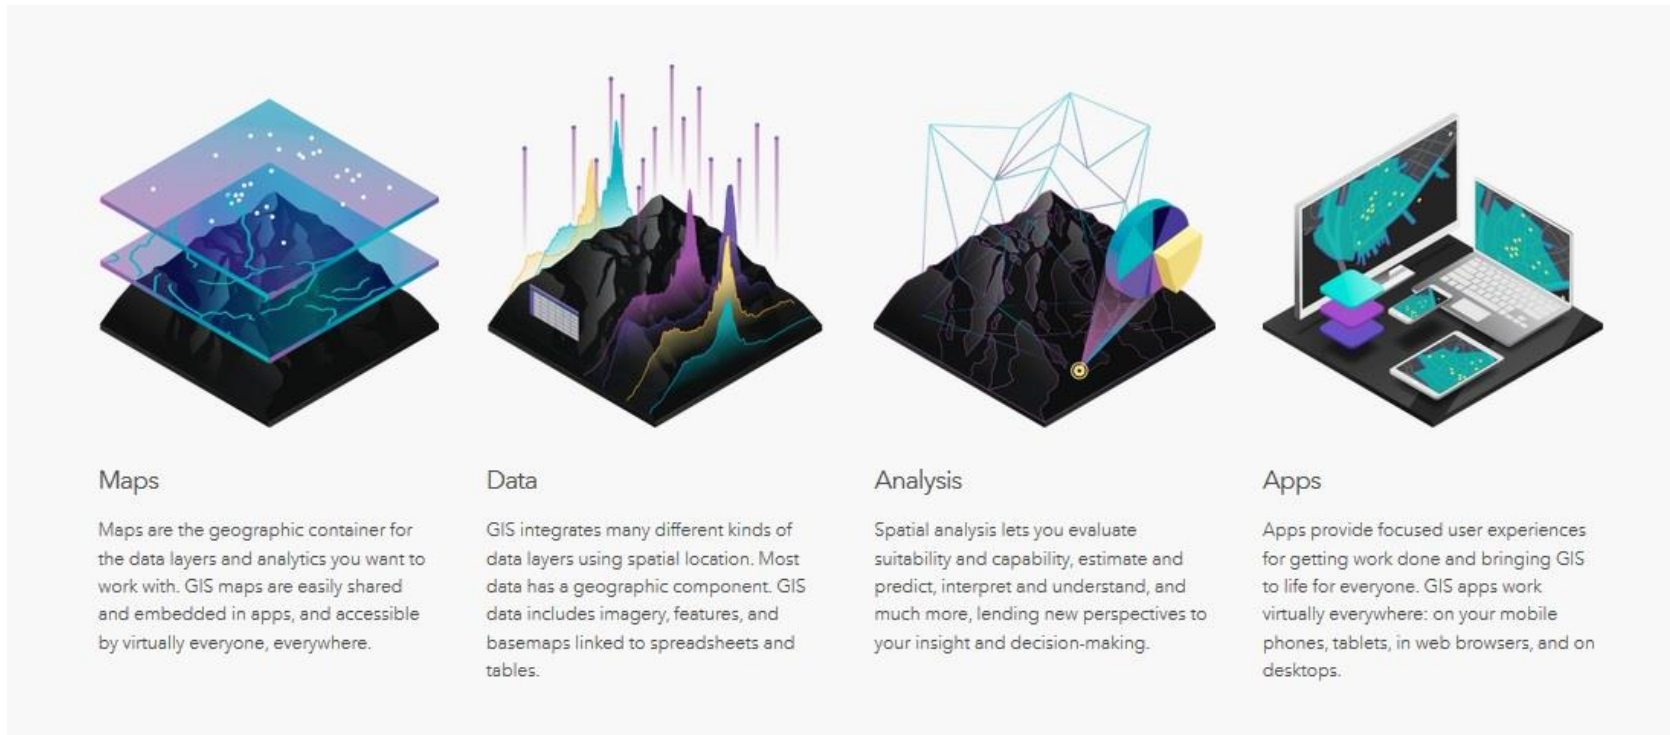 Maps
Maps are the geographic container for
the data layers and analytics you want to
work with. GIS maps are easily shared
and embedded in apps, and accessible
by virtually everyone, everywhere.
Data
GIS integrates many different kinds of
data layers using spatial location. Most
data has a geographic component. GIS
data includes imagery, features, and
basemaps linked to spreadsheets and
tables.
Analysis
Spatial analysis lets you evaluate
suitability and capability, estimate and
predict, interpret and understand, and
much more, lending new perspectives to
your insight and decision-making.
Apps
Apps provide focused user experiences
for getting work done and bringing GIS
to life for everyone. GIS apps work
virtually everywhere: on your mobile
phones, tablets, in web browsers, and on
desktops.